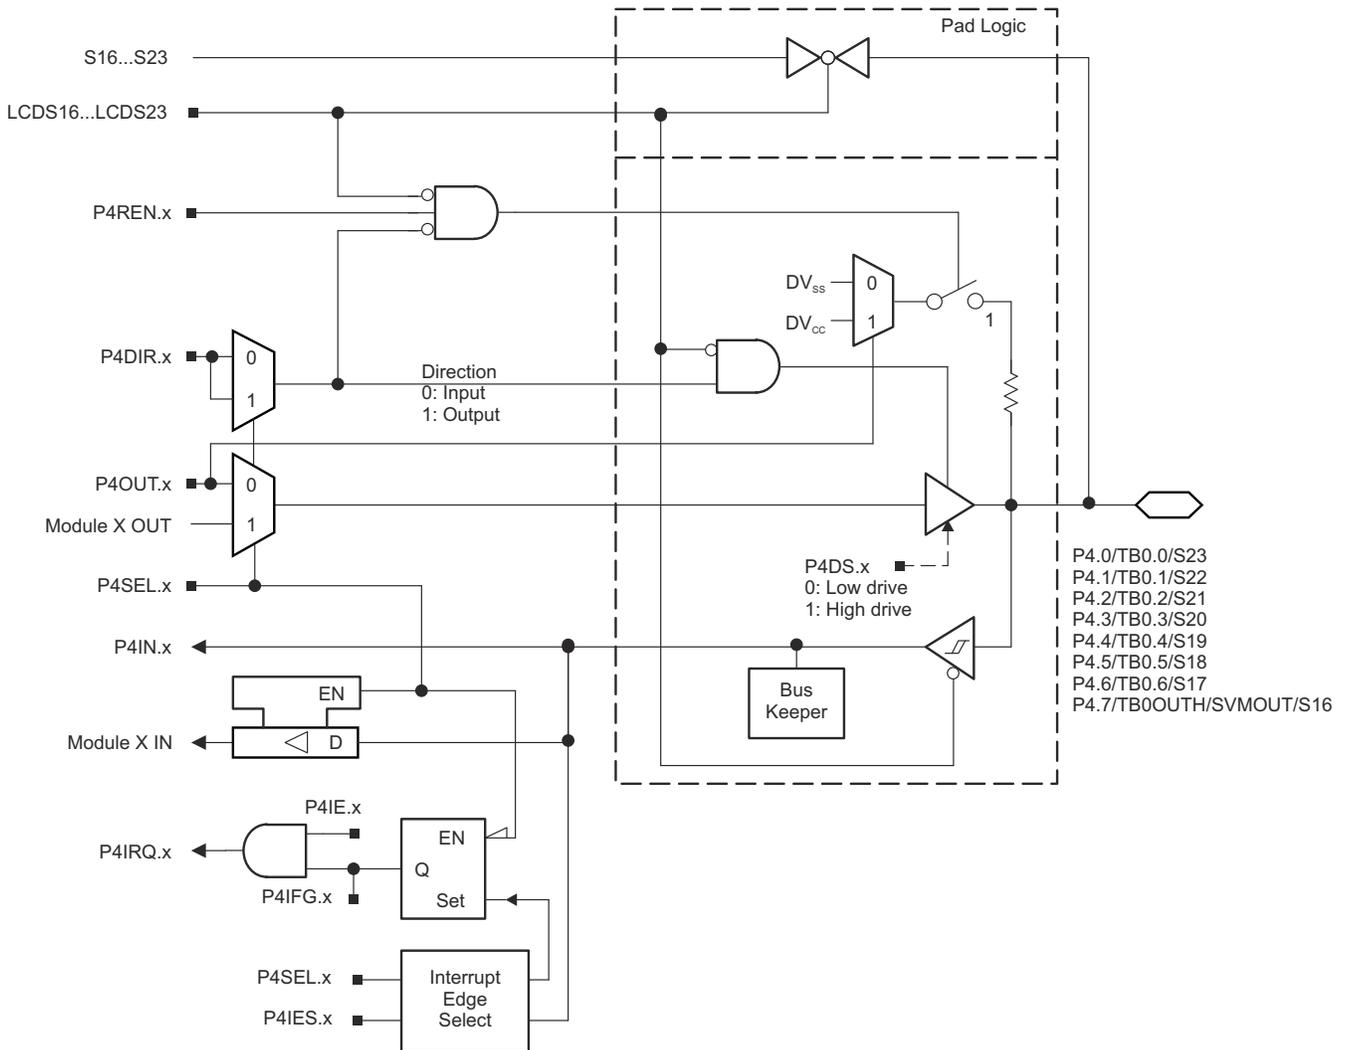 Pad Logic
S16...S23
LCDS16...LCDS23
P4REN.x
DVss 0
DVcc 1
1
P4DIR.x
0
1
Direction
0: Input
1: Output
P4OUT.x
0
Module X OUT
1
P4DS.x
0: Low drive
1: High drive
P4SEL.x
P4.0/TB0.0/S23
P4.1/TB0.1/S22
P4.2/TB0.2/S21
P4.3/TB0.3/S20
P4.4/TB0.4/S19
P4.5/TB0.5/S18
P4.6/TB0.6/S17
P4.7/TB0OUTH/SVMOUT/S16
P4IN.x
Bus
Keeper
EN
Module X IN
D
P4IE.x
P4IRQ.x
EN
Q
P4IFG.x
Set
P4SEL.x
P4IES.x
Interrupt
Edge
Select